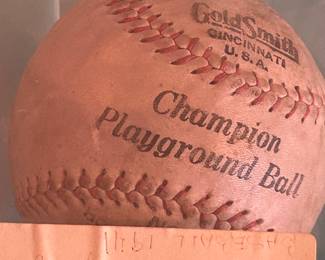 GoldSmith
CINCINNATI
U.S.A.
Champion
Playground Ball